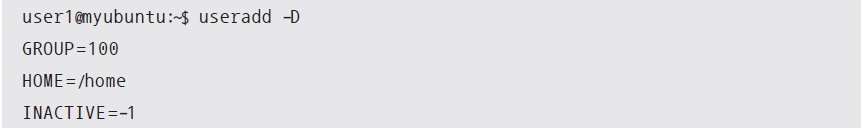 user1@myubuntu:~$ useradd -D
GROUP=100
HOME=/home
INACTIVE=-1